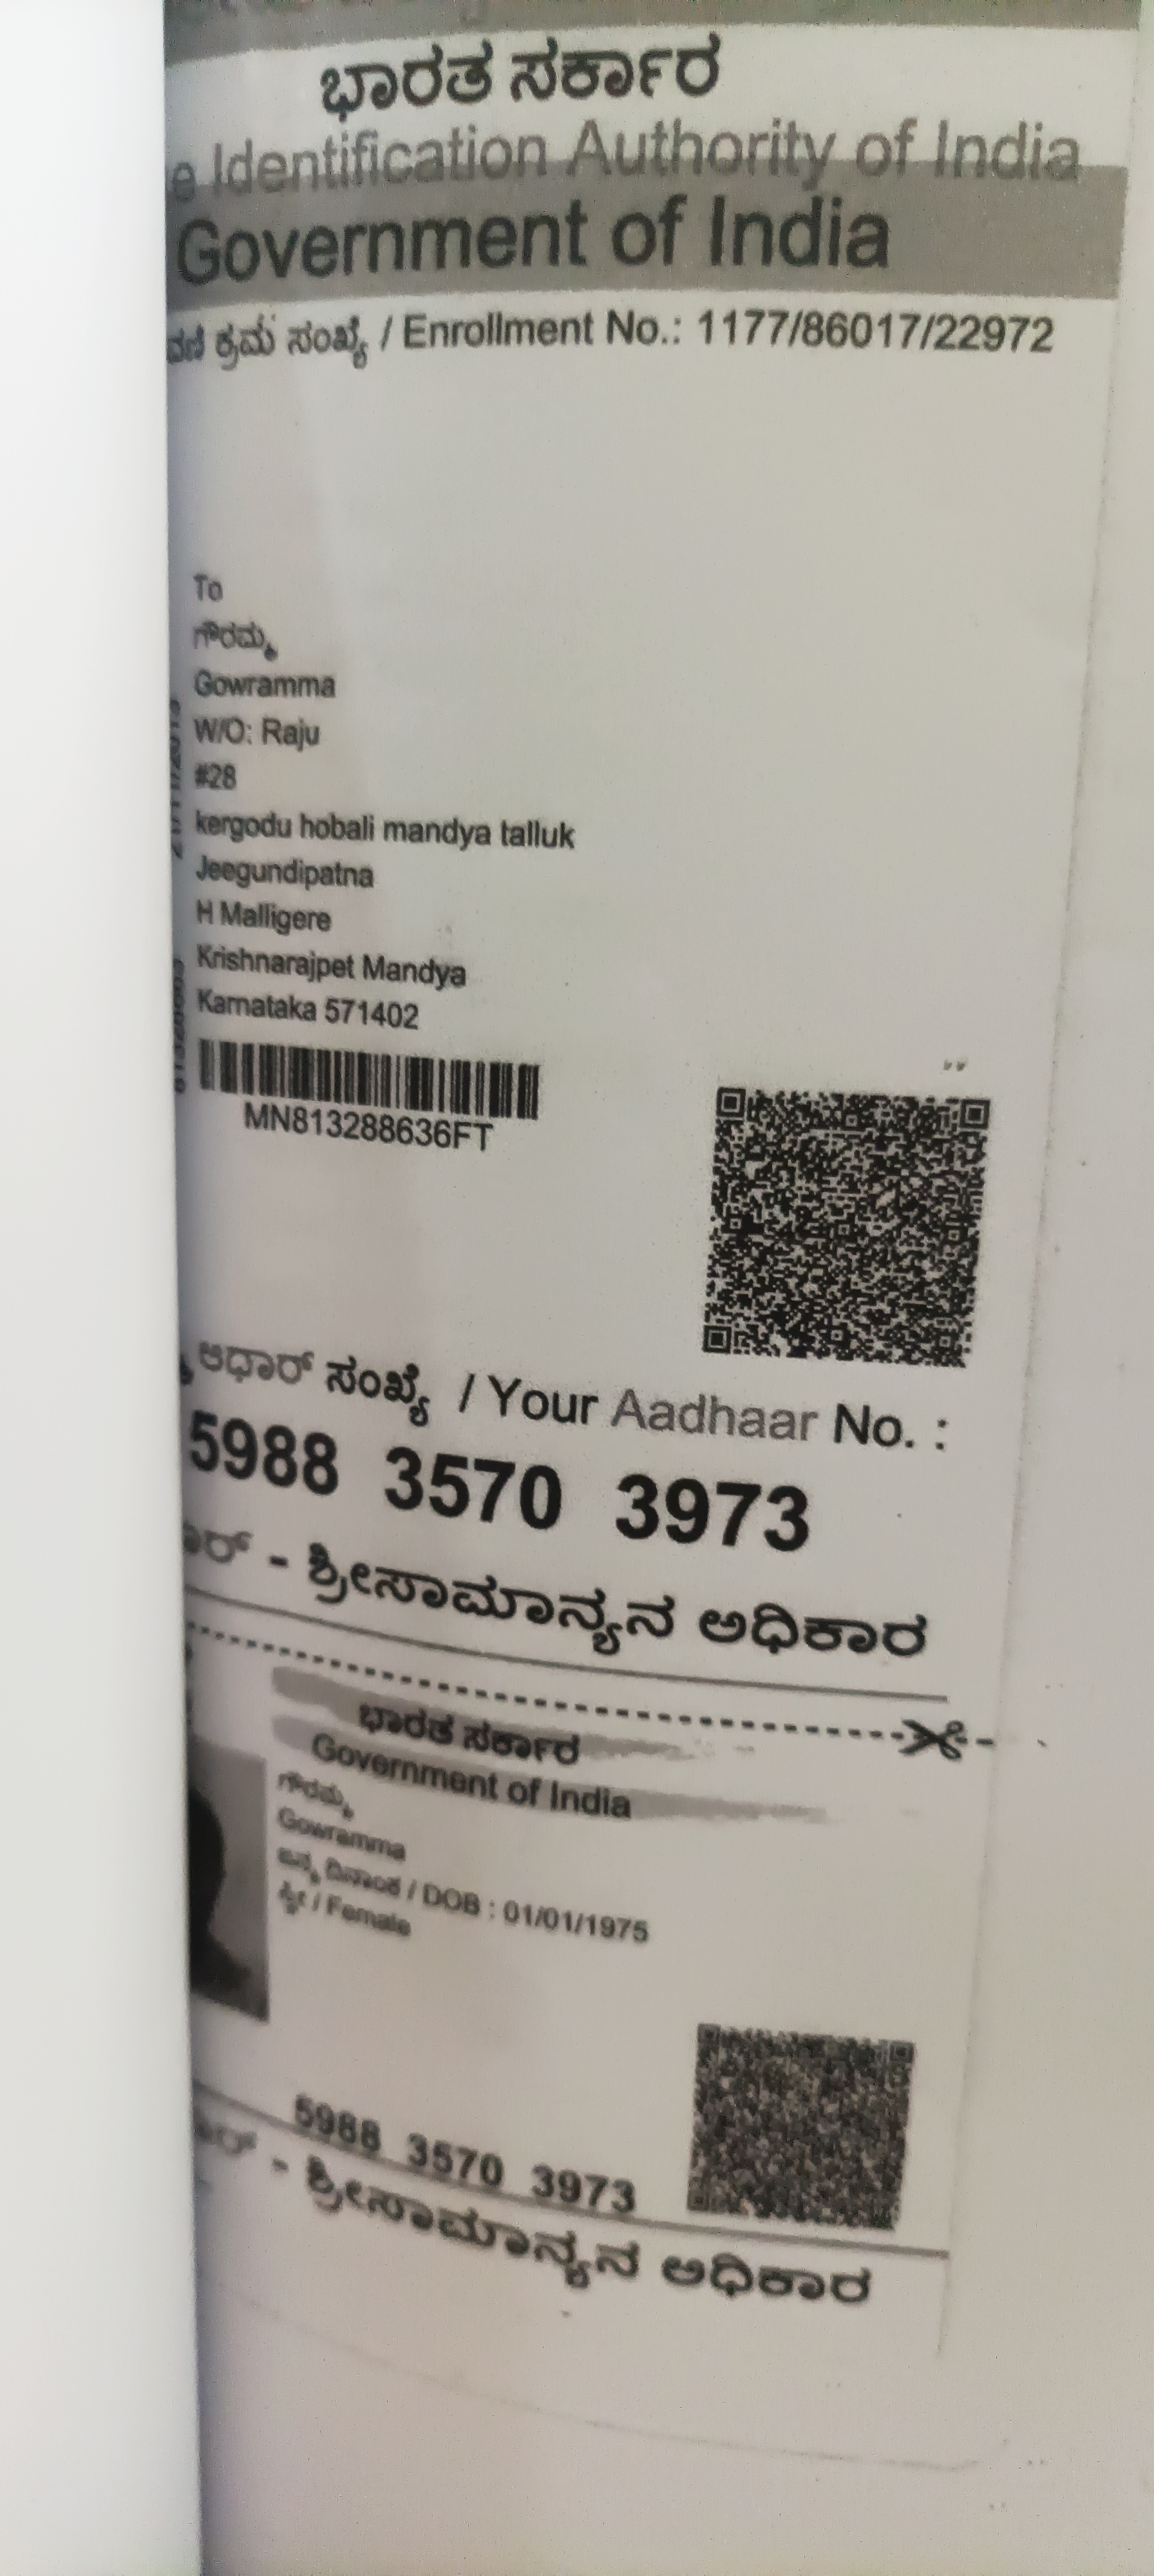 ಭಾರತ ಸರ್ಕಾರ
e Identification Authority of India
Government of India
ಕ್ರಮ ಸಂಖ್ಯೆ / Enrollment No.: 1177/86017/22972
To
ಗೌರಮ್ಮ
Gowramma
W/O: Raju
#28
kergodu hobali mandya talluk
Jeegundipatna
H Malligere
Krishnarajpet Mandya
Karnataka 571402
MN813288636FT
ಆಧಾರ್ ಸಂಖ್ಯೆ / Your Aadhaar No. :
5988 3570 3973
ಾರ್ - ಶ್ರೀಸಾಮಾನ್ಯನ ಅಧಿಕಾರ
ಭಾರತ ಸರ್ಕಾರ
Government of India
ಗೌರಮ್ಮ
Gowramma
ಜನ್ಮ ದಿನಾಂಕ / DOB : 01/01/1975
ಸ್ತ್ರೀ / Female
5988 3570 3973
ಾರ್ - ಶ್ರೀಸಾಮಾನ್ಯನ ಅಧಿಕಾರ